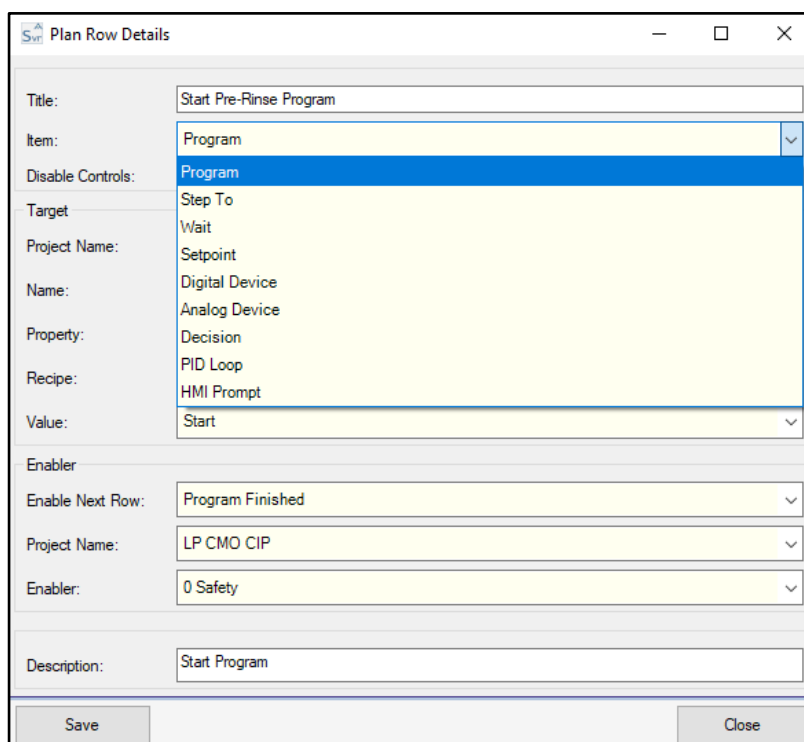 Svr Plan Row Details
Title: Start Pre-Rinse Program
Item: Program
Disable Controls: Program
Step To
Target
Wait
Project Name: Setpoint
Name: Digital Device
Analog Device
Property: Decision
PID Loop
Recipe: HMI Prompt
Value: Start
Enabler
Enable Next Row: Program Finished
Project Name: LP CMO CIP
Enabler: 0 Safety
Description: Start Program
Save Close